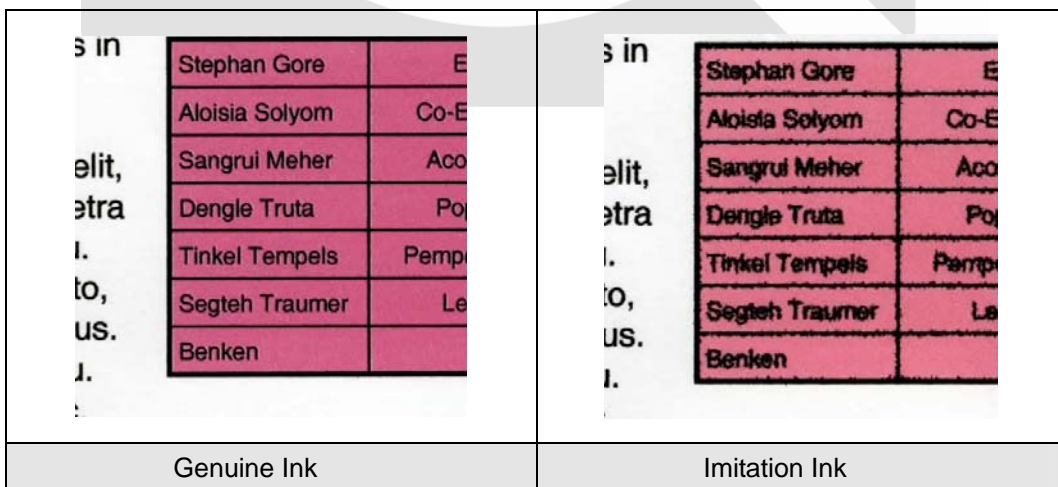 s in
elit,
etra
u.
to,
us.
u.
Stephan Gore E
Aloisia Solyom Co-E
Sangrui Meher Aco
Dengle Truta Pop
Tinkel Tempels Pempe
Segteh Traumer Le
Benken
s in
elit,
etra
u.
to,
us.
u.
Stephan Gore E
Aloisia Solyom Co-E
Sangrui Meher Aco
Dengle Truta Pop
Tinkel Tempels Pempe
Segteh Traumer Le
Benken
Genuine Ink
Imitation Ink